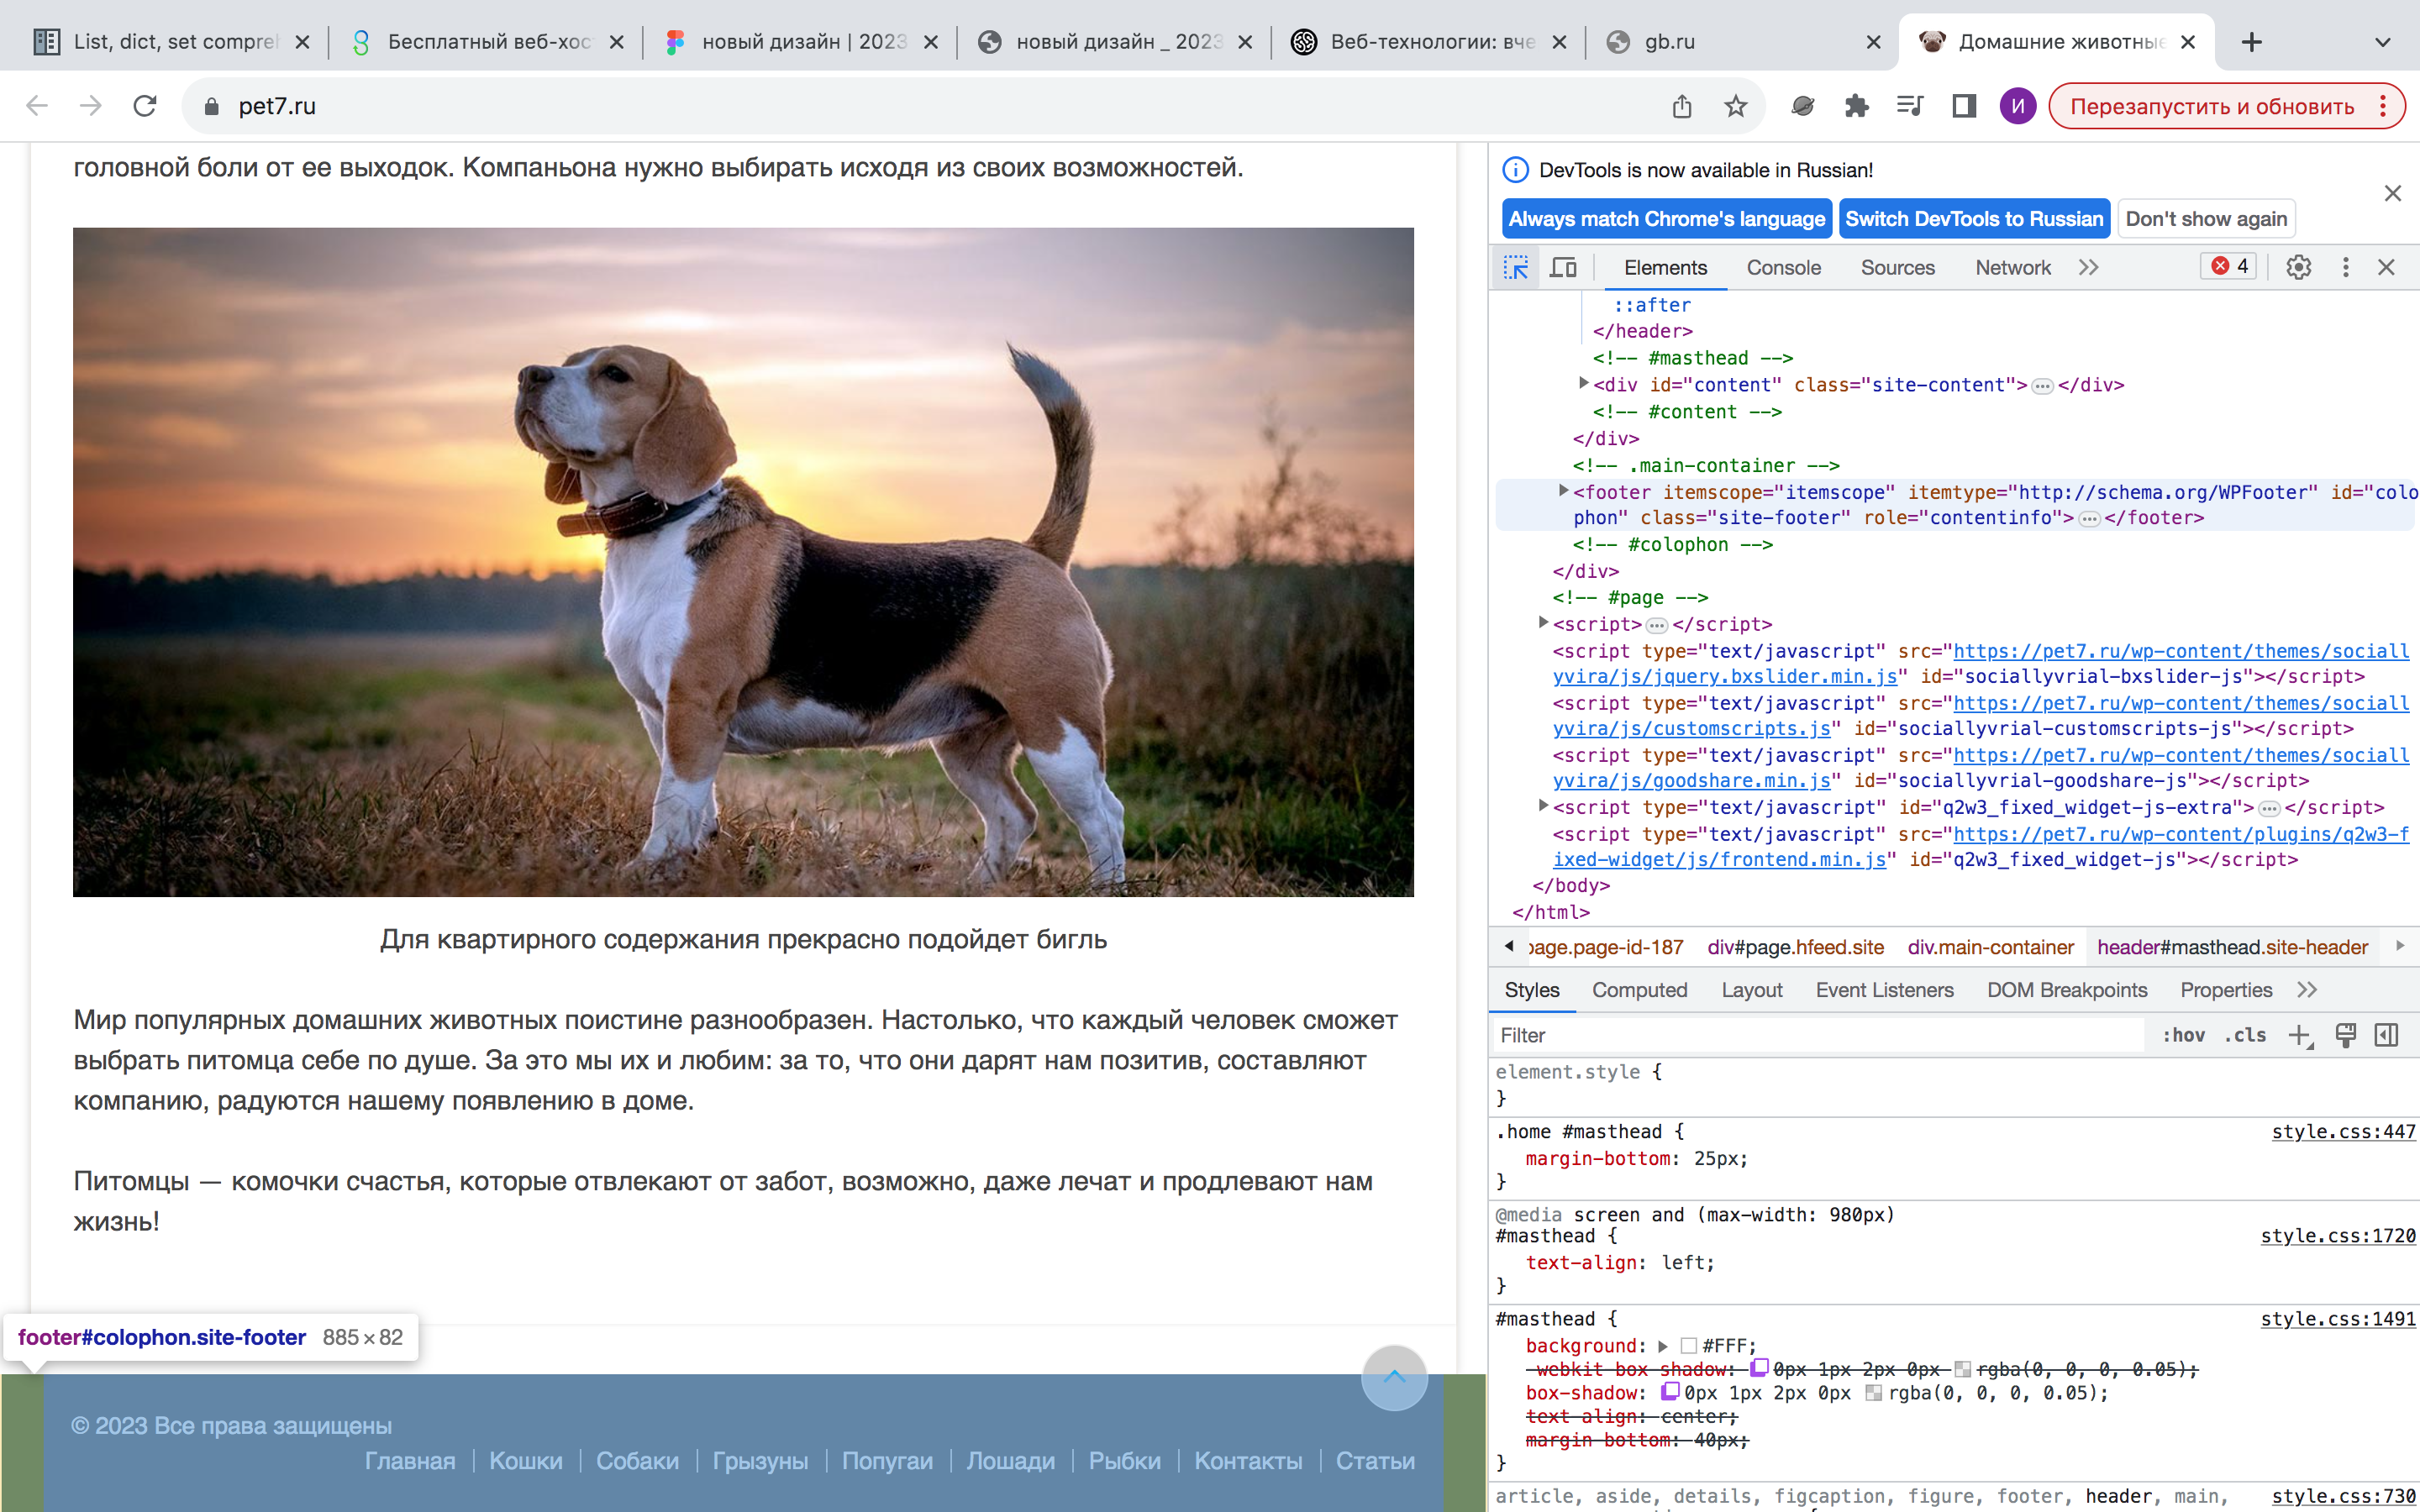 List, dict, set compreh
Бесплатный веб-хос
новый дизайн | 2023
новый дизайн _ 2023
Веб-технологии: вче
gb.ru
Домашние животные
pet7.ru
И
Перезапустить и обновить
головной боли от ее выходок. Компаньона нужно выбирать исходя из своих возможностей.
Для квартирного содержания прекрасно подойдет бигль
Мир популярных домашних животных поистине разнообразен. Настолько, что каждый человек сможет
выбрать питомца себе по душе. За это мы их и любим: за то, что они дарят нам позитив, составляют
компанию, радуются нашему появлению в доме.
Питомцы — комочки счастья, которые отвлекают от забот, возможно, даже лечат и продлевают нам
жизнь!
footer#colophon.site-footer 885×82
© 2023 Все права защищены
Главная | Кошки | Собаки | Грызуны | Попугаи | Лошади | Рыбки | Контакты | Статьи
DevTools is now available in Russian!
Always match Chrome's language
Switch DevTools to Russian
Don't show again
Elements Console Sources Network 4
::after
</header>
<!-- #masthead -->
<div id="content" class="site-content">…</div>
<!-- #content -->
</div>
<!-- .main-container -->
<footer itemscope="itemscope" itemtype="http://schema.org/WPFooter" id="colo
phon" class="site-footer" role="contentinfo">…</footer>
<!-- #colophon -->
</div>
<!-- #page -->
<script>…</script>
<script type="text/javascript" src="https://pet7.ru/wp-content/themes/sociall
yvira/js/jquery.bxslider.min.js" id="sociallyvrial-bxslider-js"></script>
<script type="text/javascript" src="https://pet7.ru/wp-content/themes/sociall
yvira/js/customscripts.js" id="sociallyvrial-customscripts-js"></script>
<script type="text/javascript" src="https://pet7.ru/wp-content/themes/sociall
yvira/js/goodshare.min.js" id="sociallyvrial-goodshare-js"></script>
<script type="text/javascript" id="q2w3_fixed_widget-js-extra">…</script>
<script type="text/javascript" src="https://pet7.ru/wp-content/plugins/q2w3-f
ixed-widget/js/frontend.min.js" id="q2w3_fixed_widget-js"></script>
</body>
</html>
page.page-id-187 div#page.hfeed.site div.main-container header#masthead.site-header
Styles Computed Layout Event Listeners DOM Breakpoints Properties
Filter :hov .cls
element.style {
}
.home #masthead { style.css:447
margin-bottom: 25px;
}
@media screen and (max-width: 980px)
#masthead { style.css:1720
text-align: left;
}
#masthead { style.css:1491
background: #FFF;
-webkit-box-shadow: 0px 1px 2px 0px rgba(0, 0, 0, 0.05);
box-shadow: 0px 1px 2px 0px rgba(0, 0, 0, 0.05);
text-align: center;
margin-bottom: 40px;
}
article, aside, details, figcaption, figure, footer, header, main, style.css:730